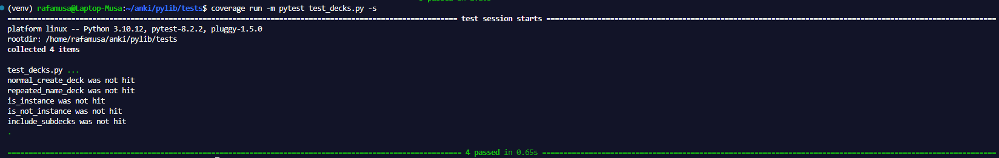 (venv) rafamusa@Laptop-Musa:~/anki/pylib/tests$ coverage run -m pytest test_decks.py -s
============================== test session starts ==============================
platform linux -- Python 3.10.12, pytest-8.2.2, pluggy-1.5.0
rootdir: /home/rafamusa/anki/pylib/tests
collected 4 items
test_decks.py ...
normal_create_deck was not hit
repeated_name_deck was not hit
is_instance was not hit
is_not_instance was not hit
include_subdecks was not hit
.
============================== 4 passed in 0.65s ==============================